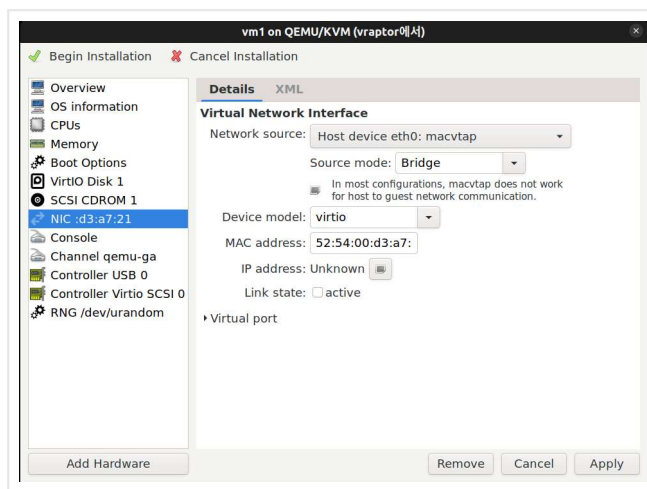 vm1 on QEMU/KVM (vraptor에서)
Begin Installation
Cancel Installation
Overview
OS information
CPUs
Memory
Boot Options
VirtIO Disk 1
SCSI CDROM 1
NIC :d3:a7:21
Console
Channel qemu-ga
Controller USB 0
Controller Virtio SCSI 0
RNG /dev/urandom
Add Hardware
Details
XML
Virtual Network Interface
Network source: Host device eth0: macvtap
Source mode: Bridge
In most configurations, macvtap does not work
for host to guest network communication.
Device model: virtio
MAC address: 52:54:00:d3:a7:
IP address: Unknown
Link state: active
Virtual port
Remove
Cancel
Apply